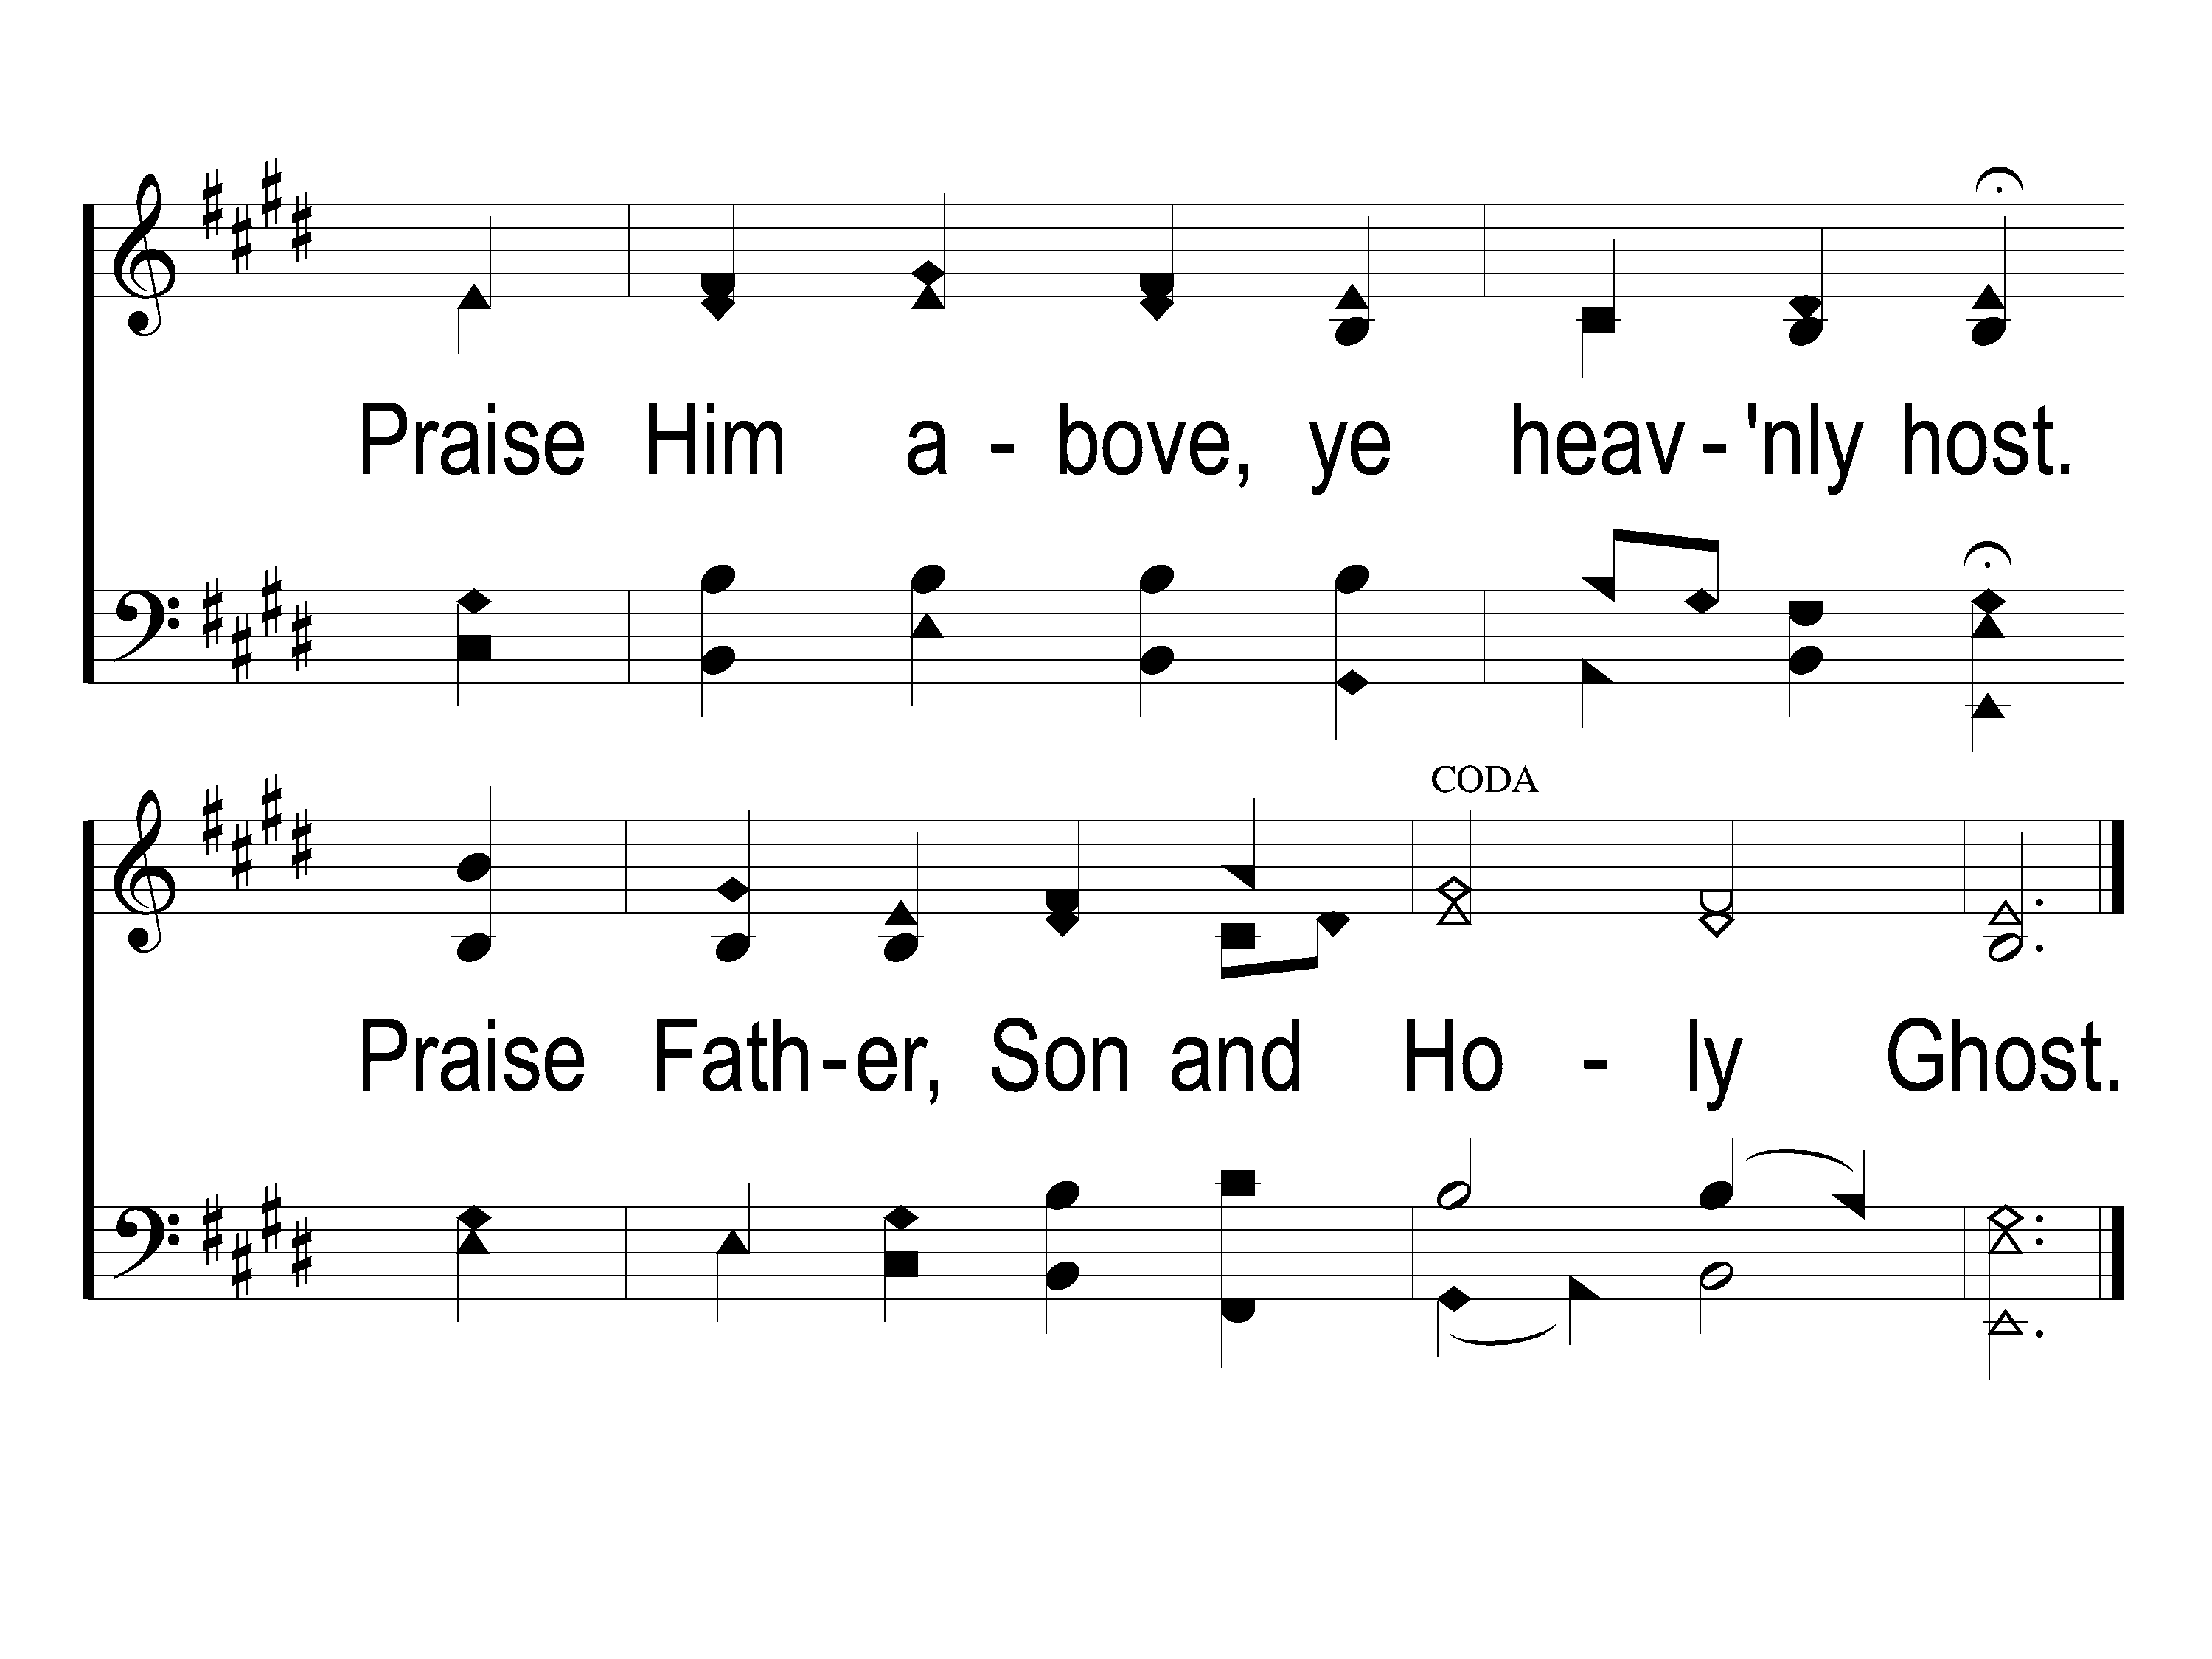 Praise Him a - bove, ye heav - 'nly host.
CODA
Praise Fath - er, Son and Ho - ly Ghost.